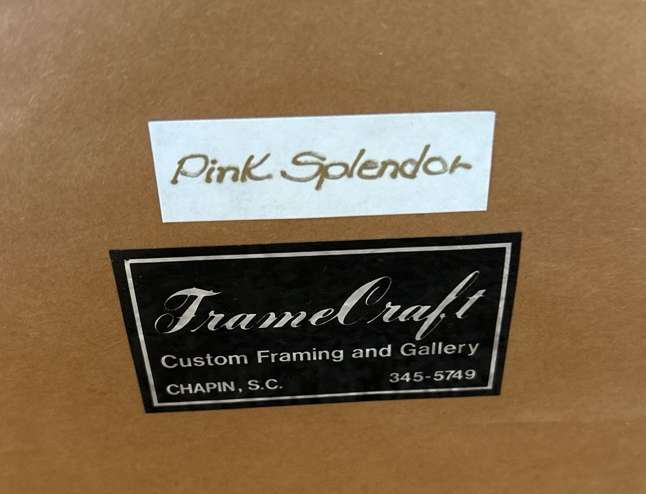 Pink Splendor
FrameCraft
Custom Framing and Gallery
CHAPIN, S.C. 345-5749